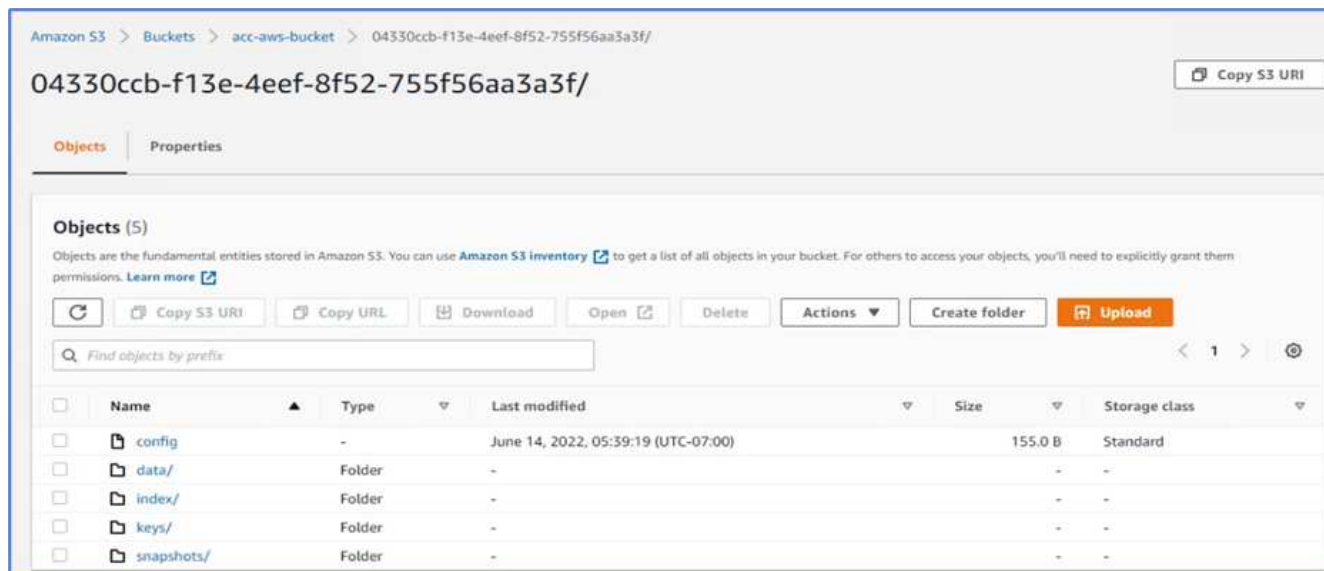 Amazon S3 > Buckets > acc-aws-bucket > 04330ccb-f13e-4eef-8f52-755f56aa3a3f/
04330ccb-f13e-4eef-8f52-755f56aa3a3f/
Copy S3 URI
Objects Properties
Objects (5)
Objects are the fundamental entities stored in Amazon S3. You can use Amazon S3 inventory to get a list of all objects in your bucket. For others to access your objects, you'll need to explicitly grant them
permissions. Learn more
Copy S3 URI Copy URL Download Open Delete Actions Create folder Upload
Find objects by prefix
1
Name Type Last modified Size Storage class
config - June 14, 2022, 05:39:19 (UTC-07:00) 155.0 B Standard
data/ Folder - - -
index/ Folder - - -
keys/ Folder - - -
snapshots/ Folder - - -